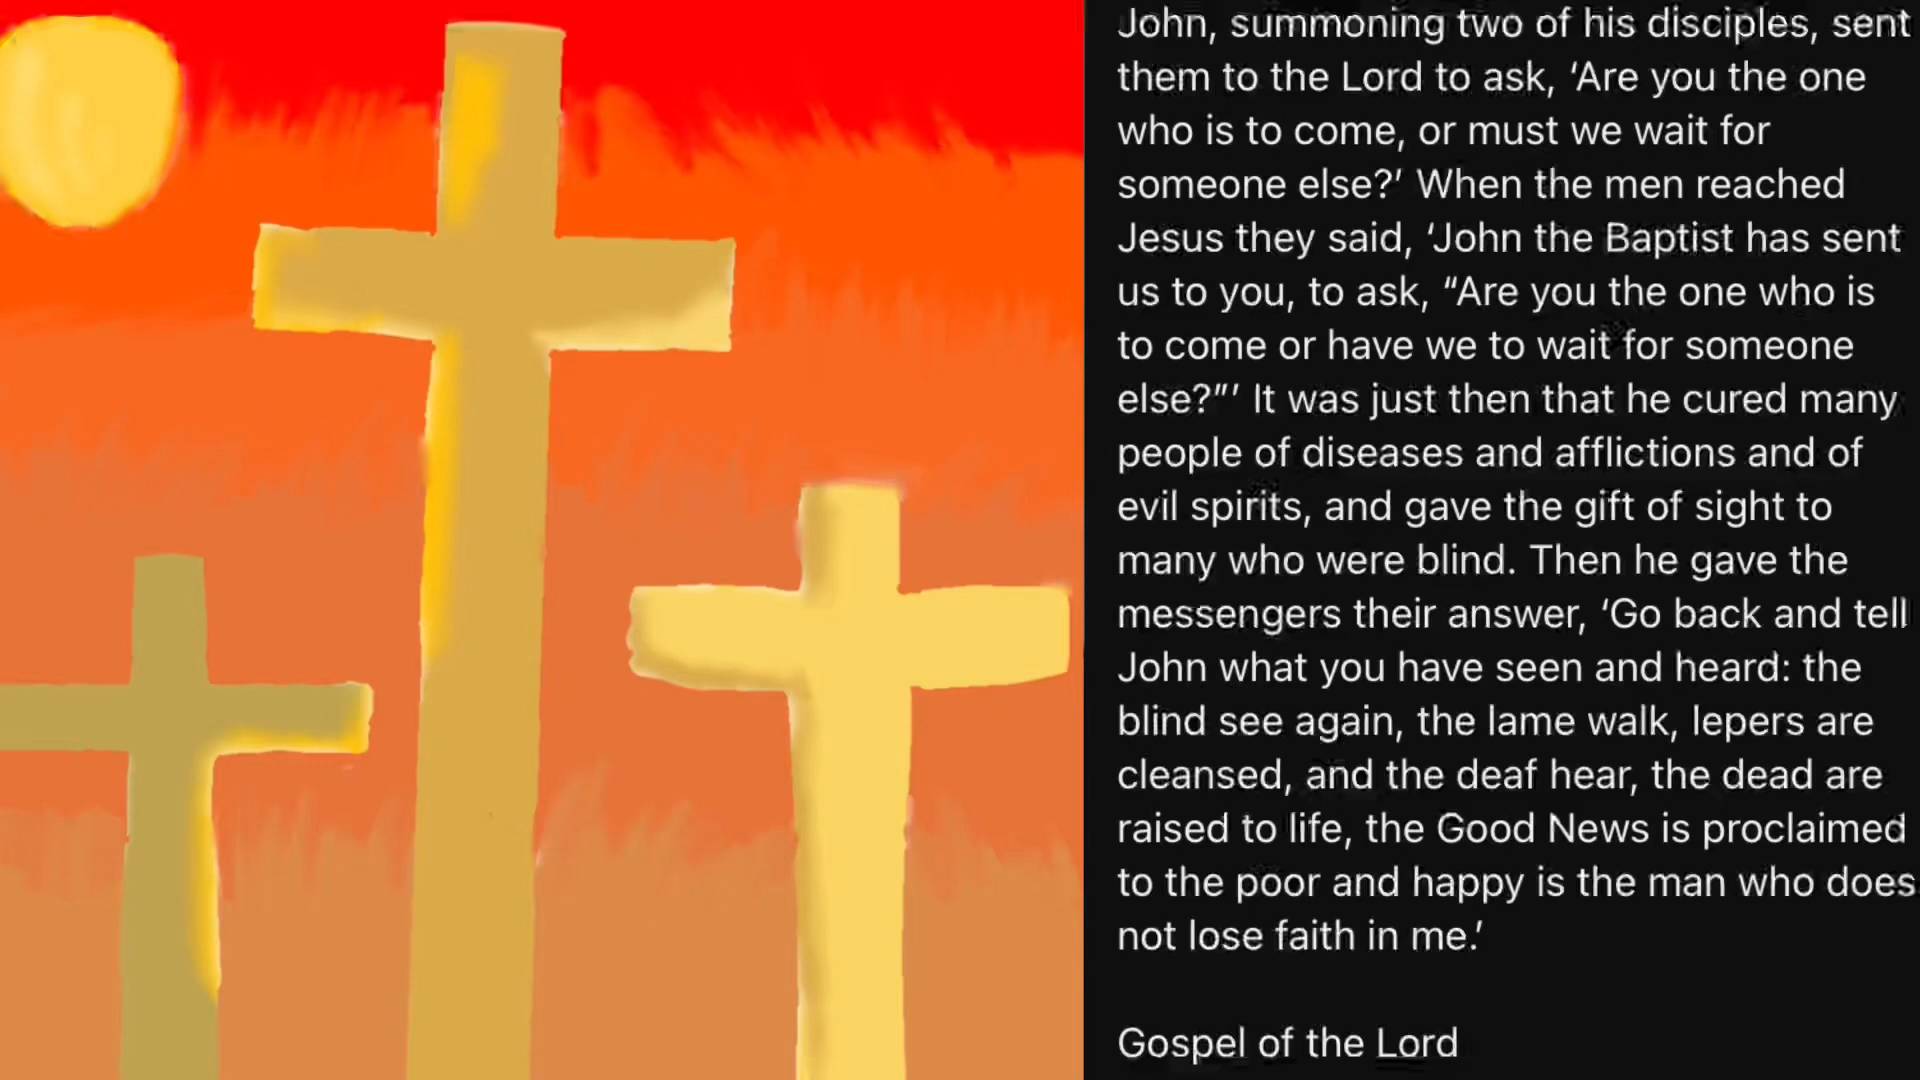 John, summoning two of his disciples, sent
them to the Lord to ask, ‘Are you the one
who is to come, or must we wait for
someone else?’ When the men reached
Jesus they said, ‘John the Baptist has sent
us to you, to ask, “Are you the one who is
to come or have we to wait for someone
else?”’ It was just then that he cured many
people of diseases and afflictions and of
evil spirits, and gave the gift of sight to
many who were blind. Then he gave the
messengers their answer, ‘Go back and tell
John what you have seen and heard: the
blind see again, the lame walk, lepers are
cleansed, and the deaf hear, the dead are
raised to life, the Good News is proclaimed
to the poor and happy is the man who does
not lose faith in me.’
Gospel of the Lord